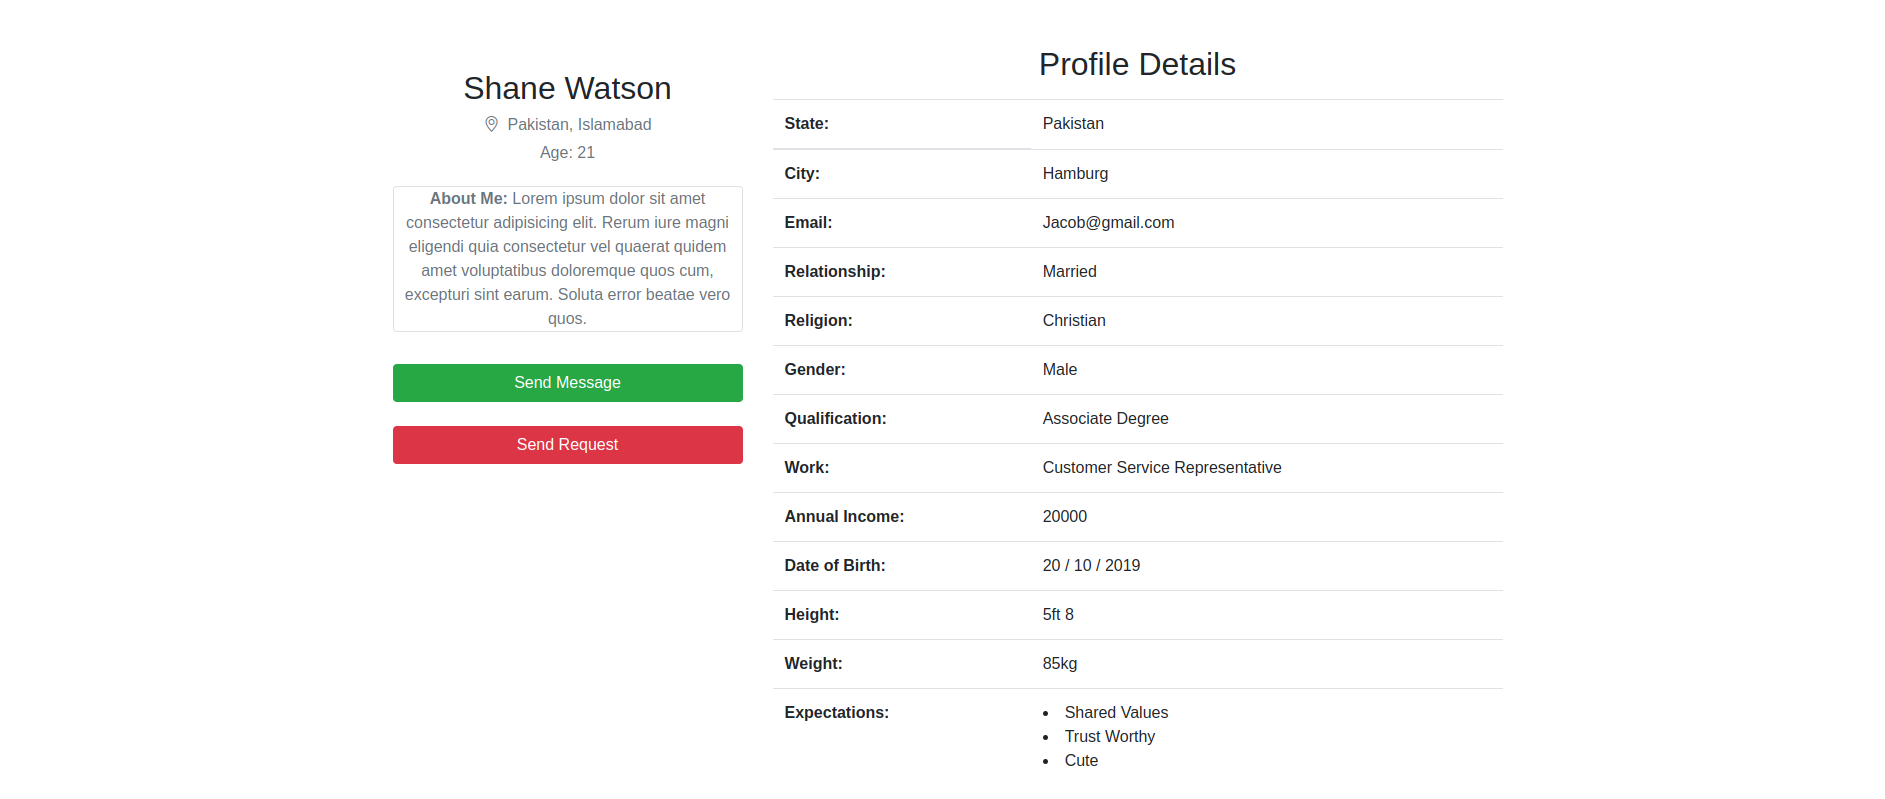 Shane Watson
Pakistan, Islamabad
Age: 21
About Me: Lorem ipsum dolor sit amet
consectetur adipisicing elit. Rerum iure magni
eligendi quia consectetur vel quaerat quidem
amet voluptatibus doloremque quos cum,
excepturi sint earum. Soluta error beatae vero
quos.
Send Message
Send Request
Profile Details
State: Pakistan
City: Hamburg
Email: Jacob@gmail.com
Relationship: Married
Religion: Christian
Gender: Male
Qualification: Associate Degree
Work: Customer Service Representative
Annual Income: 20000
Date of Birth: 20 / 10 / 2019
Height: 5ft 8
Weight: 85kg
Expectations: • Shared Values
• Trust Worthy
• Cute